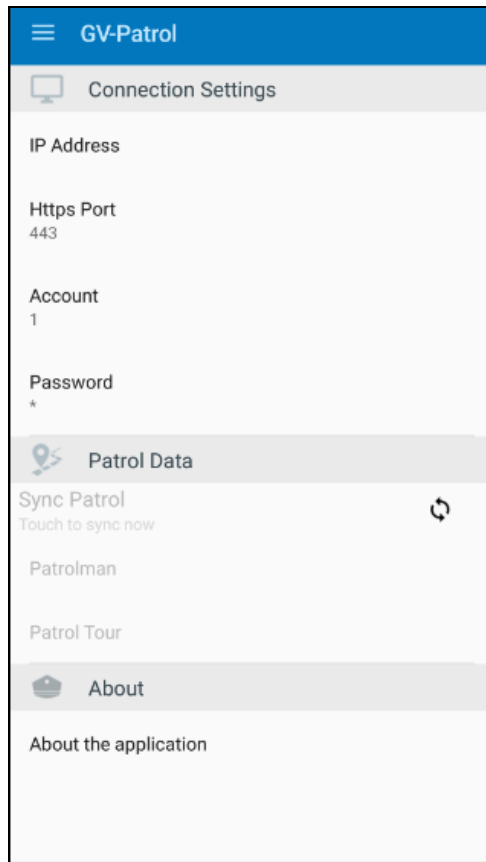 GV-Patrol
Connection Settings
IP Address
Https Port
443
Account
1
Password
*
Patrol Data
Sync Patrol
Touch to sync now
Patrolman
Patrol Tour
About
About the application